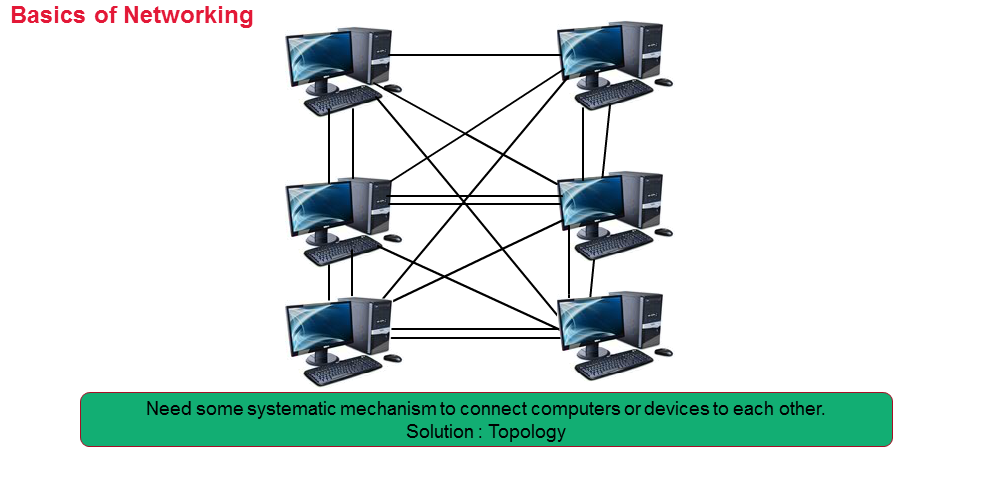 Basics of Networking
Need some systematic mechanism to connect computers or devices to each other.
Solution : Topology